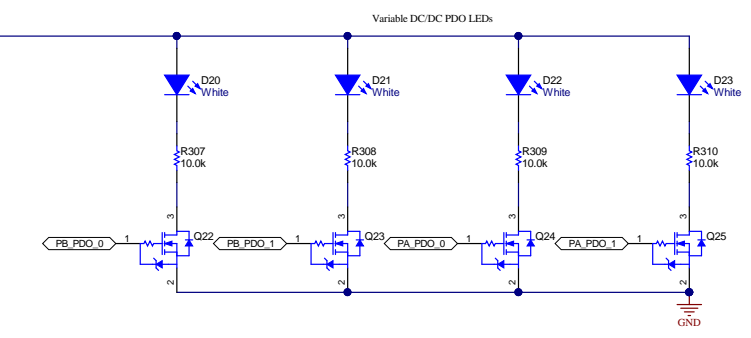 Variable DC/DC PDO LEDs
D20
White
D21
White
D22
White
D23
White
R307
10.0k
R308
10.0k
R309
10.0k
R310
10.0k
3
3
3
3
PB_PDO_0
1
Q22
PB_PDO_1
1
Q23
PA_PDO_0
1
Q24
PA_PDO_1
1
Q25
2
2
2
2
GND